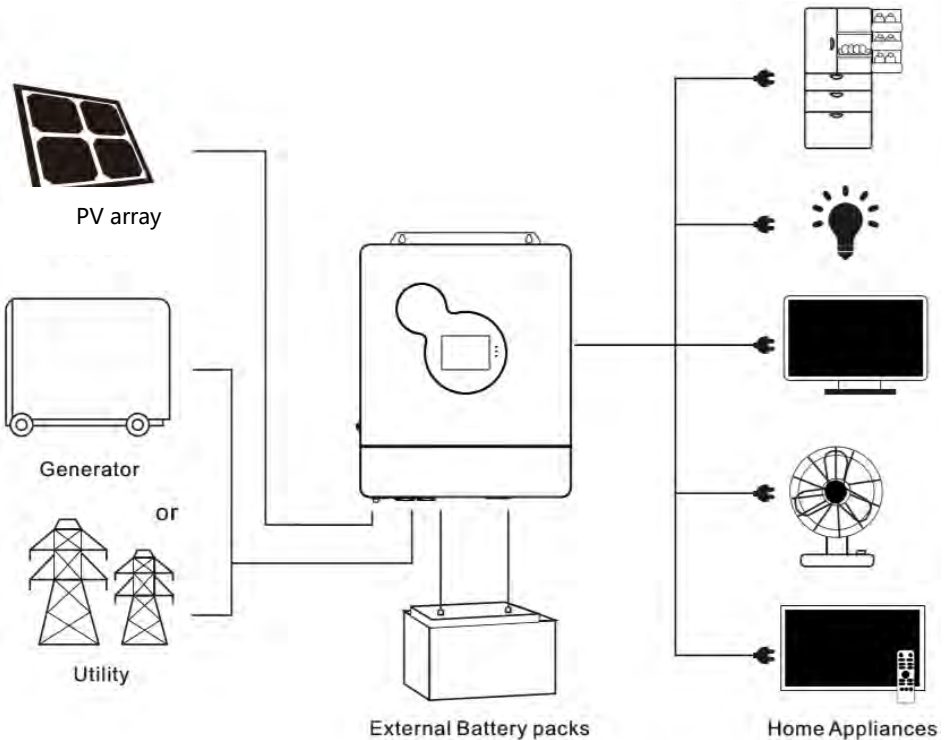 PV array
Generator
or
Utility
External Battery packs
Home Appliances